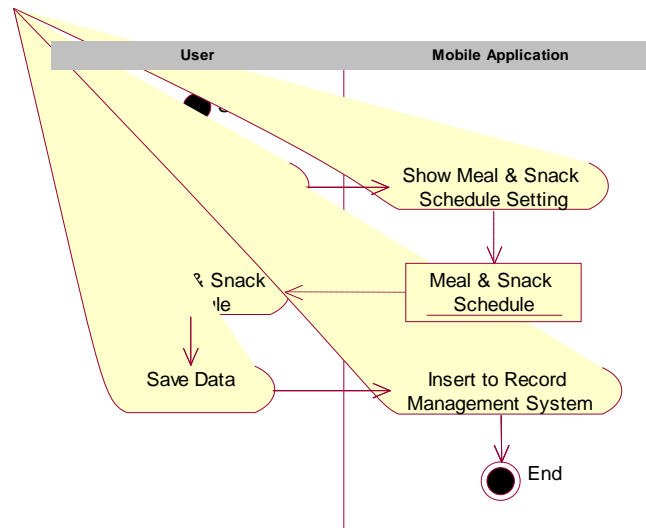 User
Mobile Application
Show Meal & Snack
Schedule Setting
& Snack
Meal & Snack
Schedule
Save Data
Insert to Record
Management System
End